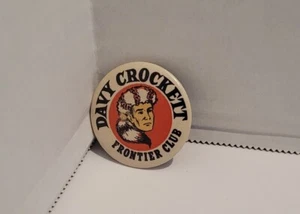 DAVY CROCKETT
FRONTIER CLUB